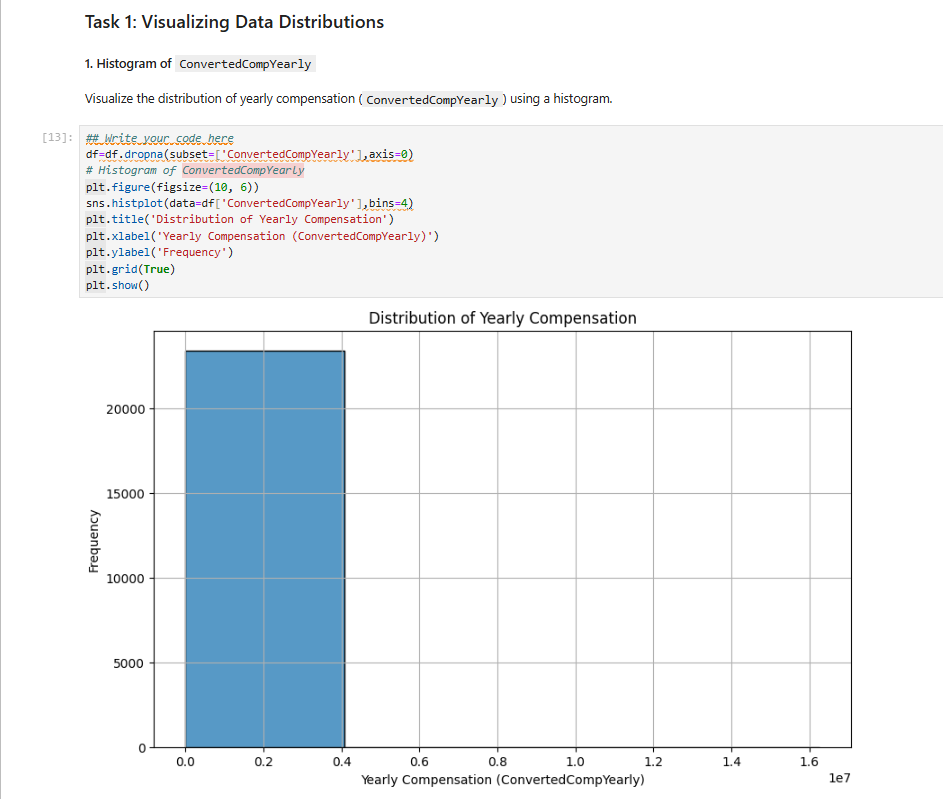 Task 1: Visualizing Data Distributions
1. Histogram of ConvertedCompYearly
Visualize the distribution of yearly compensation ( ConvertedCompYearly ) using a histogram.
[13]:
## Write your code here
df=df.dropna(subset=['ConvertedCompYearly'],axis=0)
# Histogram of ConvertedCompYearly
plt.figure(figsize=(10, 6))
sns.histplot(data=df['ConvertedCompYearly'],bins=4)
plt.title('Distribution of Yearly Compensation')
plt.xlabel('Yearly Compensation (ConvertedCompYearly)')
plt.ylabel('Frequency')
plt.grid(True)
plt.show()
Distribution of Yearly Compensation
20000
15000
10000
5000
0
Frequency
0.0 0.2 0.4 0.6 0.8 1.0 1.2 1.4 1.6
1e7
Yearly Compensation (ConvertedCompYearly)